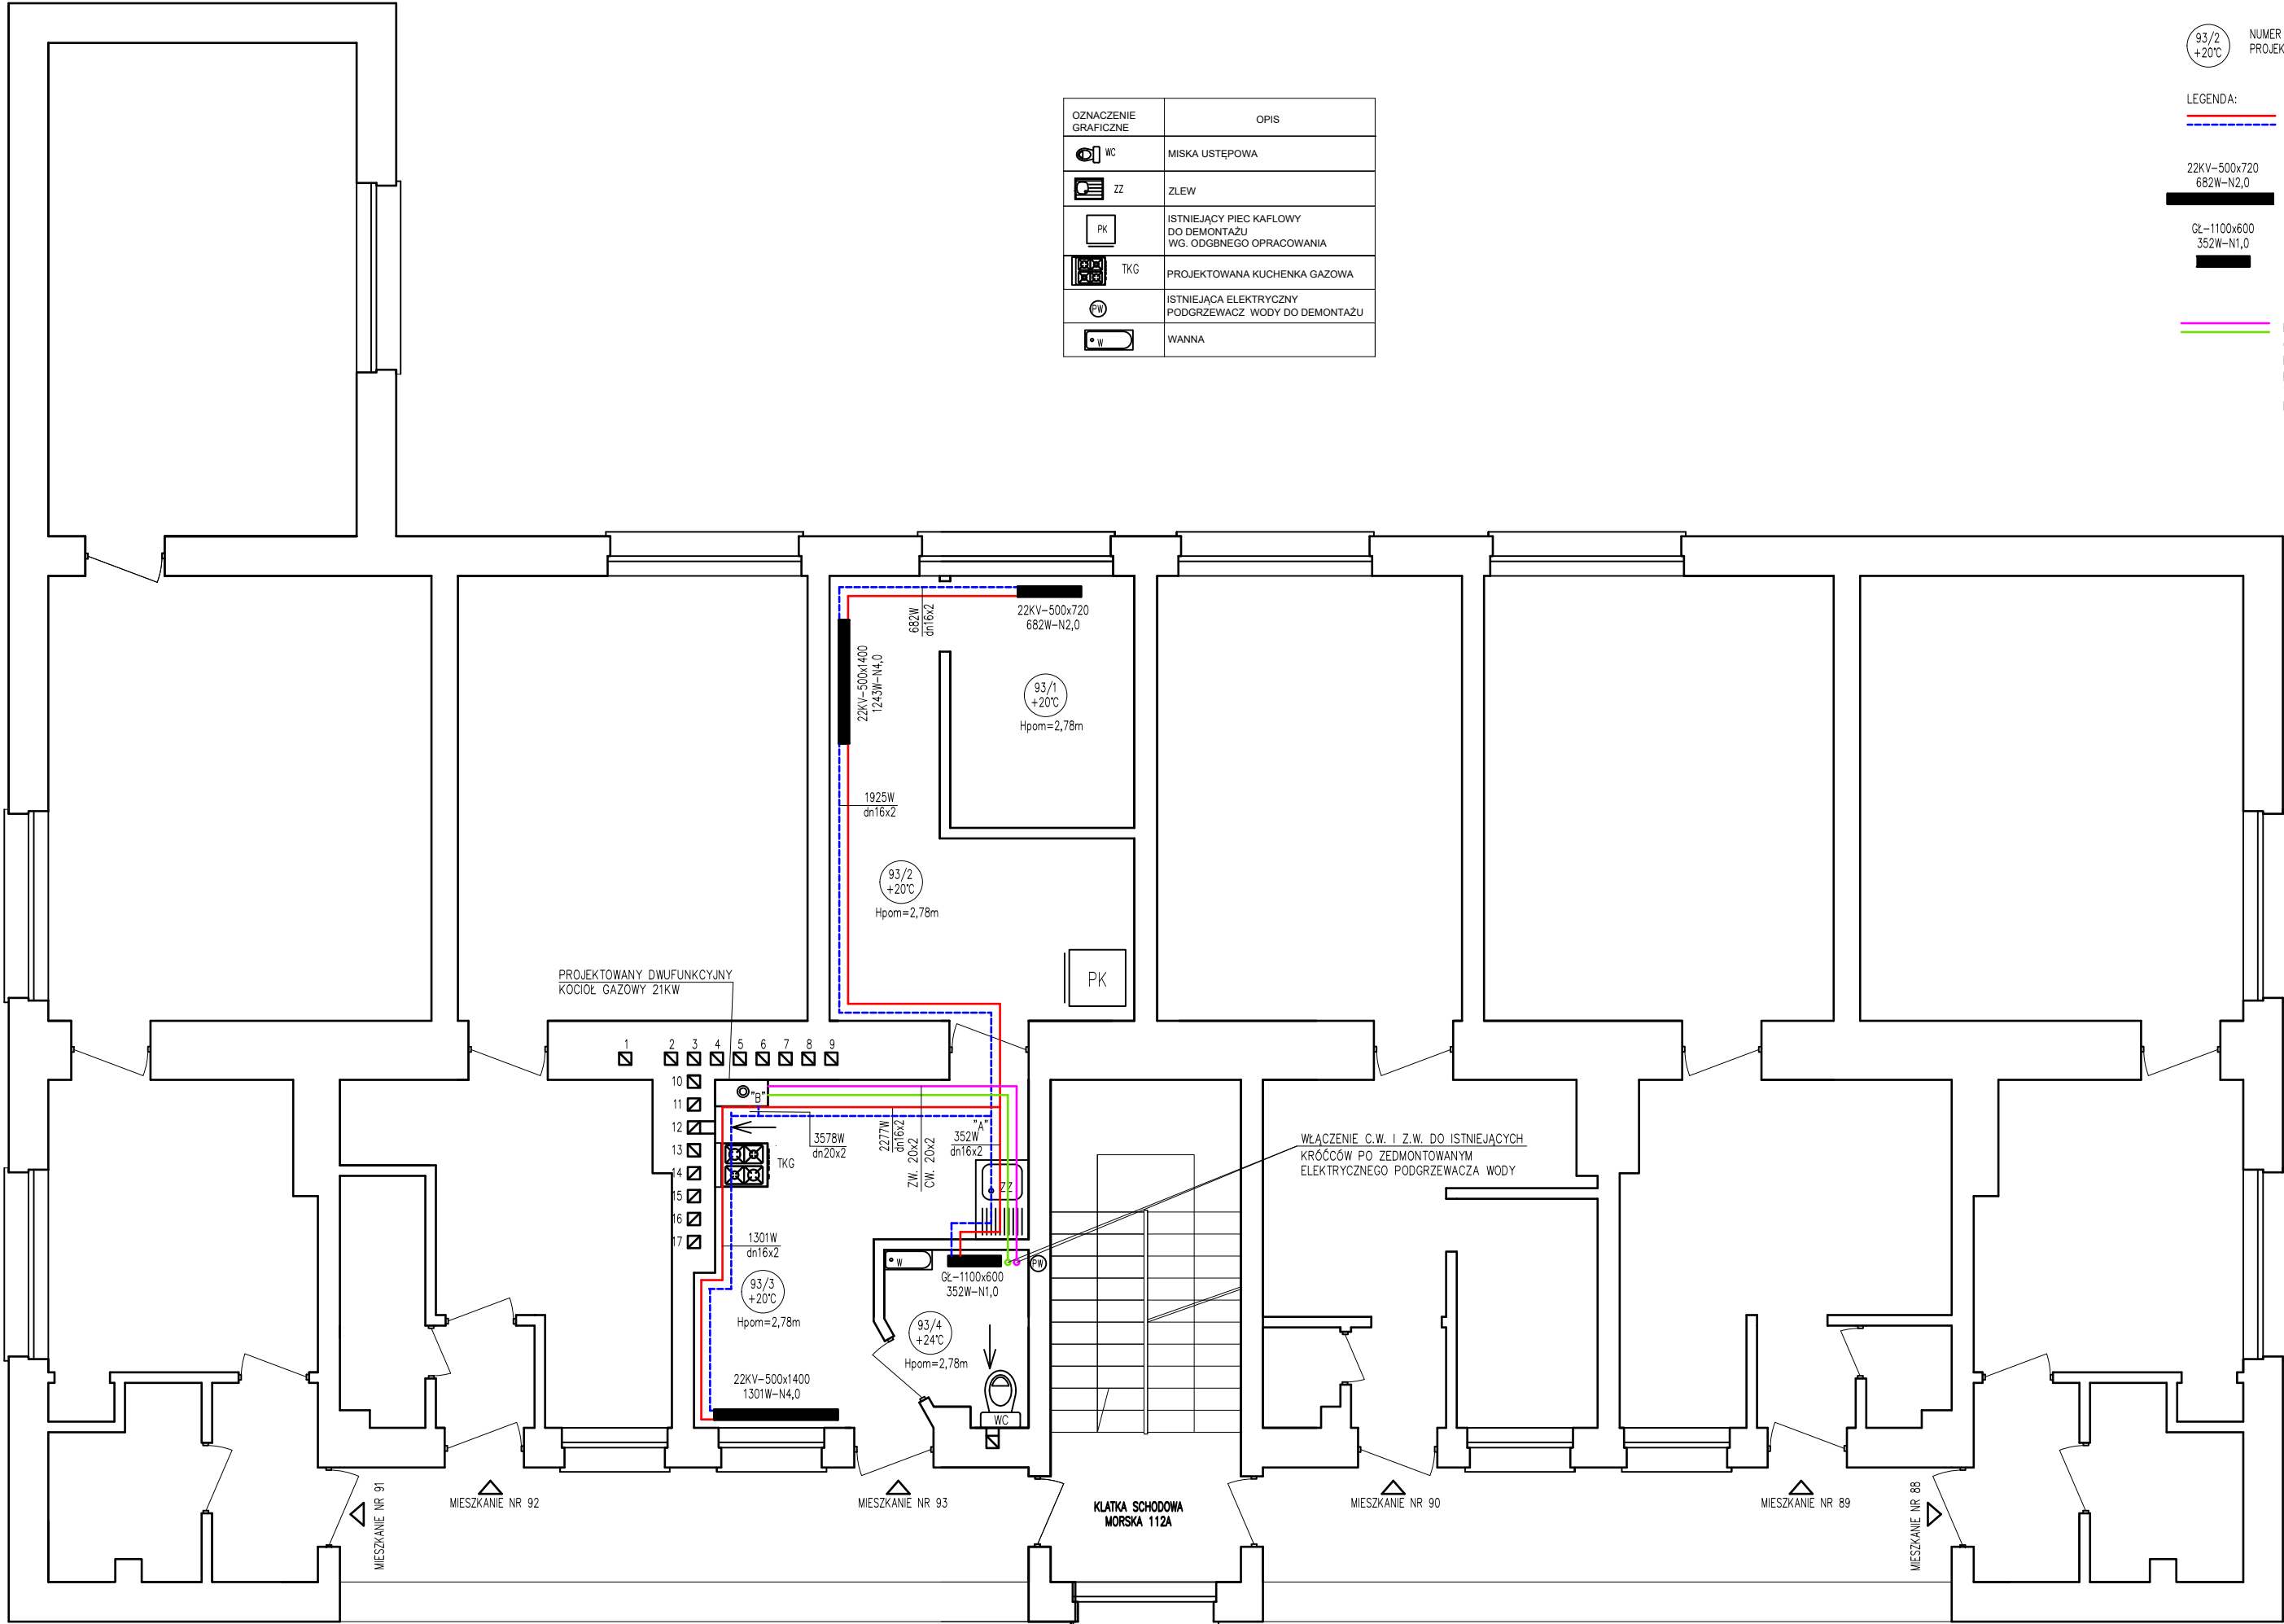 93/2
+20℃
NUMER
PROJEK
LEGENDA:
22KV-500x720
682W-N2,0
GŁ-1100x600
352W-N1,0
OZNACZENIE
GRAFICZNE
OPIS
WC
MISKA USTĘPOWA
ZZ
ZLEW
PK
ISTNIEJĄCY PIEC KAFLOWY
DO DEMONTAŻU
WG. ODGBNEGO OPRACOWANIA
TKG
PROJEKTOWANA KUCHENKA GAZOWA
PW
ISTNIEJĄCA ELEKTRYCZNY
PODGRZEWACZ WODY DO DEMONTAŻU
W
WANNA
682W
dn16x2
22KV-500x720
682W-N2,0
22KV-500x1400
1243W-N4,0
93/1
+20℃
Hpom=2,78m
1925W
dn16x2
93/2
+20℃
Hpom=2,78m
PK
PROJEKTOWANY DWUFUNKCYJNY
KOCIOŁ GAZOWY 21KW
1
2
3
4
5
6
7
8
9
10
11
12
13
14
15
16
17
"B"
3578W
dn20x2
TKG
2277W
dn16x2
ZW. 20x2
CW. 20x2
"A"
352W
dn16x2
ZZ
WŁĄCZENIE C.W. I Z.W. DO ISTNIEJĄCYCH
KRÓĆCÓW PO ZEDMONTOWANYM
ELEKTRYCZNEGO PODGRZEWACZA WODY
1301W
dn16x2
W
PW
GŁ-1100x600
352W-N1,0
93/3
+20℃
Hpom=2,78m
93/4
+24℃
Hpom=2,78m
22KV-500x1400
1301W-N4,0
WC
MIESZKANIE NR 91
MIESZKANIE NR 92
MIESZKANIE NR 93
KLATKA SCHODOWA
MORSKA 112A
MIESZKANIE NR 90
MIESZKANIE NR 89
MIESZKANIE NR 88